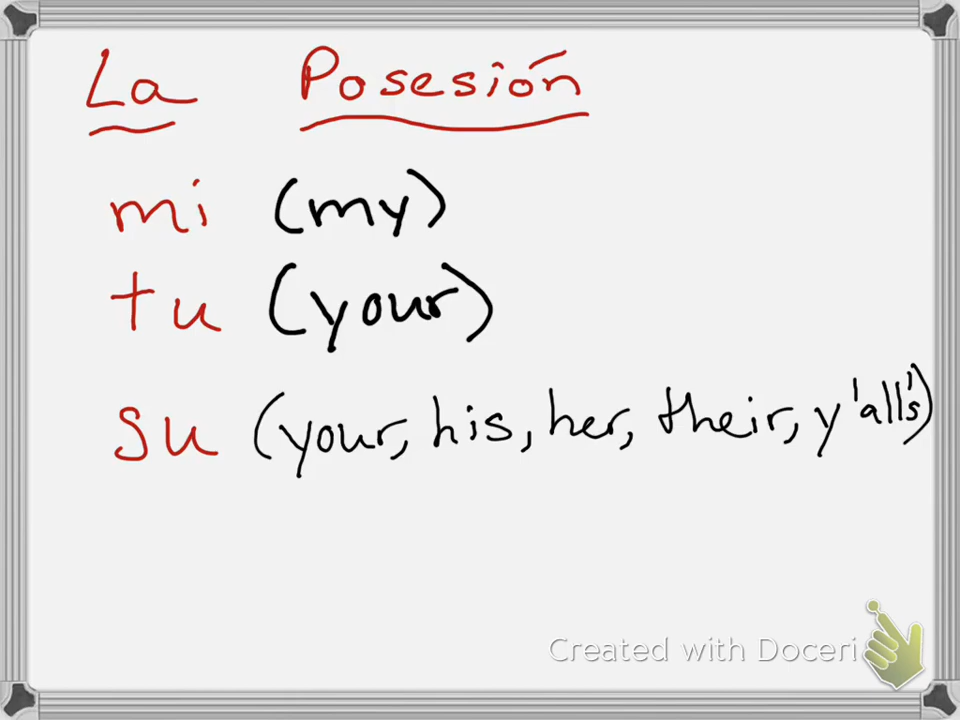 La Posesión
mi (my)
tu (your)
su (your, his, her, their, y'all's)
Created with Doceri